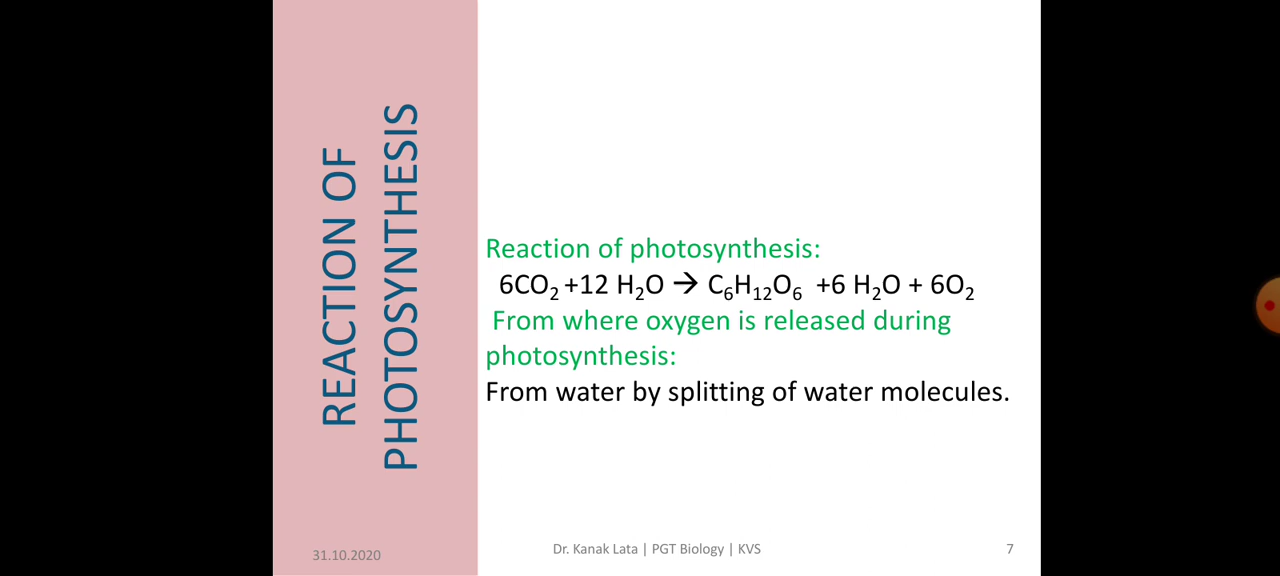 REACTION OF
PHOTOSYNTHESIS
Reaction of photosynthesis:
6CO₂ +12 H₂O → C₆H₁₂O₆ +6 H₂O + 6O₂
From where oxygen is released during
photosynthesis:
From water by splitting of water molecules.
31.10.2020
Dr. Kanak Lata | PGT Biology | KVS
7